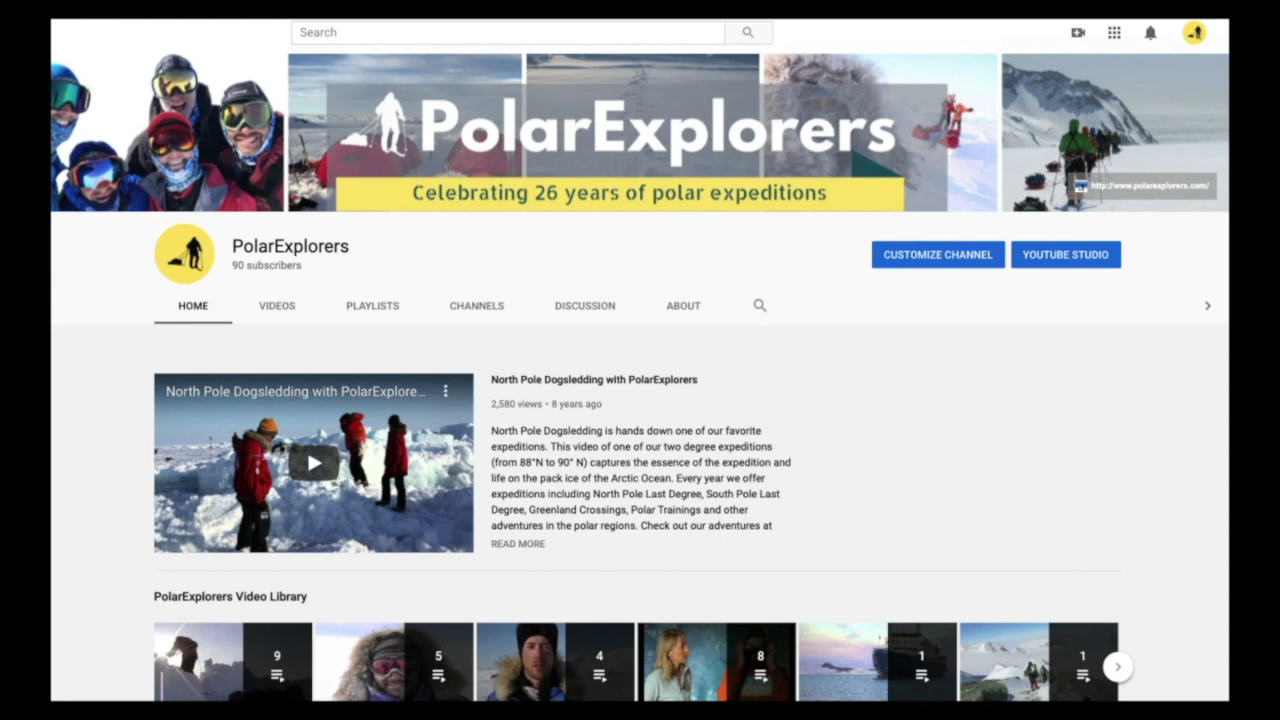 Search
PolarExplorers
Celebrating 26 years of polar expeditions
http://www.polarexplorers.com/
PolarExplorers
90 subscribers
CUSTOMIZE CHANNEL
YOUTUBE STUDIO
HOME
VIDEOS
PLAYLISTS
CHANNELS
DISCUSSION
ABOUT
North Pole Dogsledding with PolarExplore...
North Pole Dogsledding with PolarExplorers
2,580 views • 8 years ago
North Pole Dogsledding is hands down one of our favorite
expeditions. This video of one of our two degree expeditions
(from 88°N to 90° N) captures the essence of the expedition and
life on the pack ice of the Arctic Ocean. Every year we offer
expeditions including North Pole Last Degree, South Pole Last
Degree, Greenland Crossings, Polar Trainings and other
adventures in the polar regions. Check out our adventures at
READ MORE
PolarExplorers Video Library
9
5
4
8
1
1